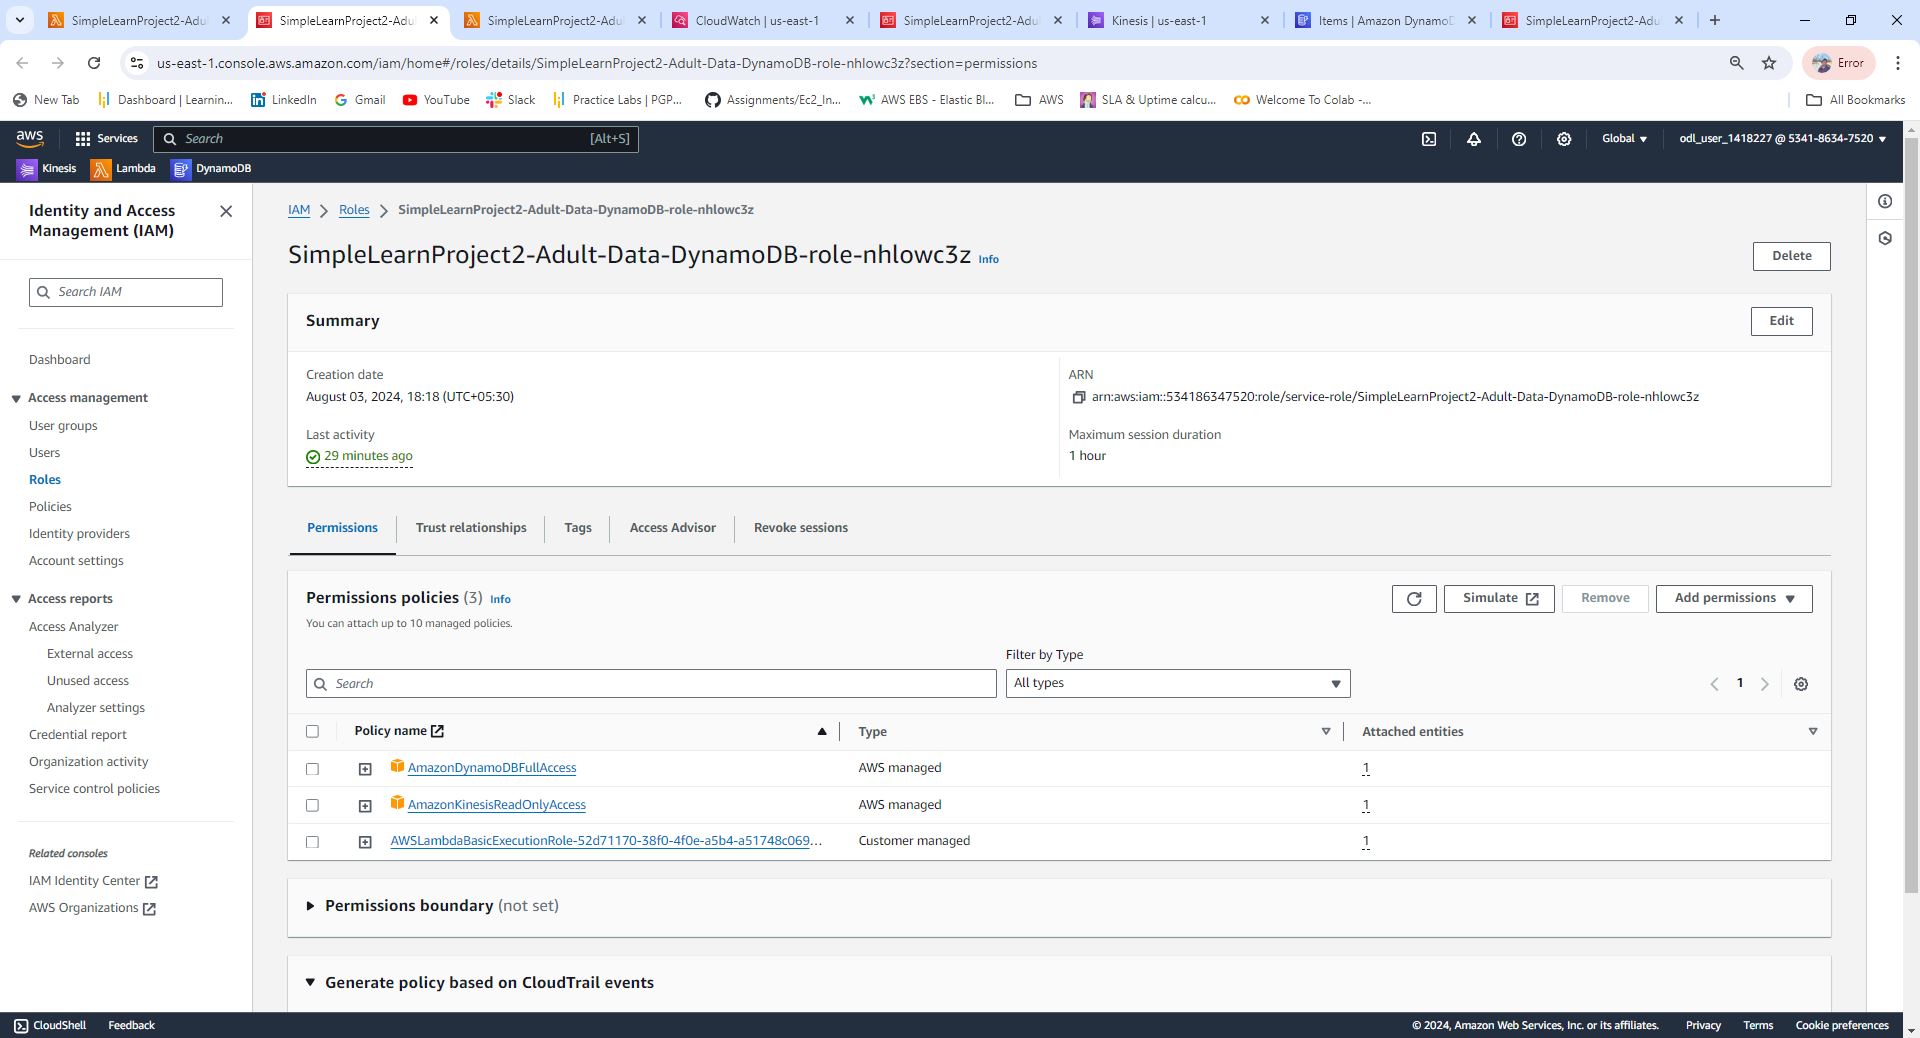 SimpleLearnProject2-Adul
SimpleLearnProject2-Adul
SimpleLearnProject2-Adul
CloudWatch | us-east-1
SimpleLearnProject2-Adul
Kinesis | us-east-1
Items | Amazon DynamoD
SimpleLearnProject2-Adul
us-east-1.console.aws.amazon.com/iam/home#/roles/details/SimpleLearnProject2-Adult-Data-DynamoDB-role-nhlowc3z?section=permissions
Error
New Tab
Dashboard | Learnin...
LinkedIn
Gmail
YouTube
Slack
Practice Labs | PGP...
Assignments/Ec2_In...
AWS EBS - Elastic Bl...
AWS
SLA & Uptime calcu...
Welcome To Colab -...
All Bookmarks
aws
Services
Search
[Alt+S]
Global
odl_user_1418227 @ 5341-8634-7520
Kinesis
Lambda
DynamoDB
Identity and Access
Management (IAM)
Search IAM
Dashboard
Access management
User groups
Users
Roles
Policies
Identity providers
Account settings
Access reports
Access Analyzer
External access
Unused access
Analyzer settings
Credential report
Organization activity
Service control policies
Related consoles
IAM Identity Center
AWS Organizations
IAM
Roles
SimpleLearnProject2-Adult-Data-DynamoDB-role-nhlowc3z
SimpleLearnProject2-Adult-Data-DynamoDB-role-nhlowc3z Info
Delete
Summary
Edit
Creation date
August 03, 2024, 18:18 (UTC+05:30)
ARN
arn:aws:iam::534186347520:role/service-role/SimpleLearnProject2-Adult-Data-DynamoDB-role-nhlowc3z
Last activity
29 minutes ago
Maximum session duration
1 hour
Permissions
Trust relationships
Tags
Access Advisor
Revoke sessions
Permissions policies (3) Info
You can attach up to 10 managed policies.
Simulate
Remove
Add permissions
Filter by Type
Search
All types
1
Policy name
Type
Attached entities
AmazonDynamoDBFullAccess
AWS managed
1
AmazonKinesisReadOnlyAccess
AWS managed
1
AWSLambdaBasicExecutionRole-52d71170-38f0-4f0e-a5b4-a51748c069...
Customer managed
1
Permissions boundary (not set)
Generate policy based on CloudTrail events
CloudShell
Feedback
© 2024, Amazon Web Services, Inc. or its affiliates.
Privacy
Terms
Cookie preferences